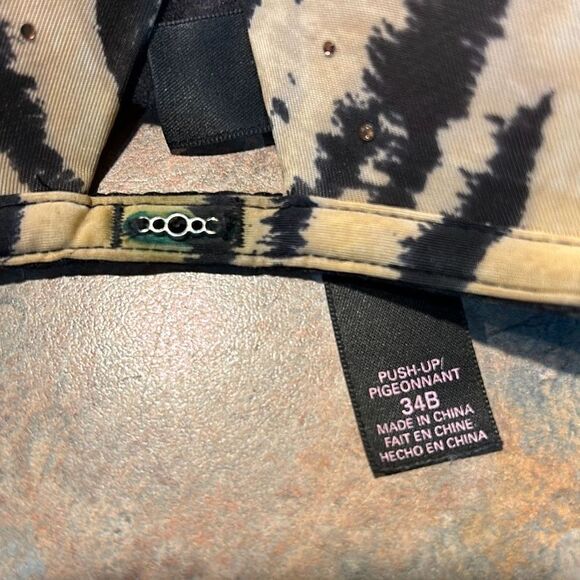 PUSH-UP/
PIGEONNANT
34B
MADE IN CHINA
FAIT EN CHINE
HECHO EN CHINA